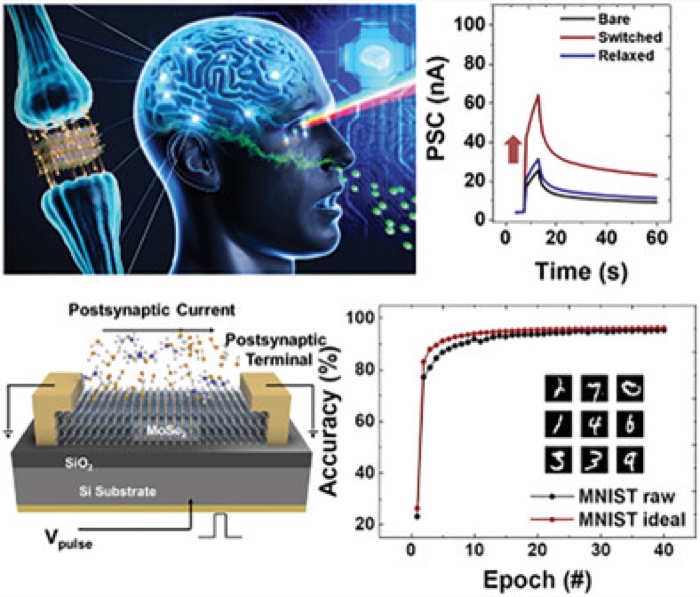 100
80
60
40
20
0
PSC (nA)
Bare
Switched
Relaxed
0 20 40 60
Time (s)
Postsynaptic Current
Postsynaptic
Terminal
MoSe2
SiO2
Si Substrate
Vpulse
100
80
60
40
20
Accuracy (%)
MNIST raw
MNIST ideal
0 10 20 30 40
Epoch (#)